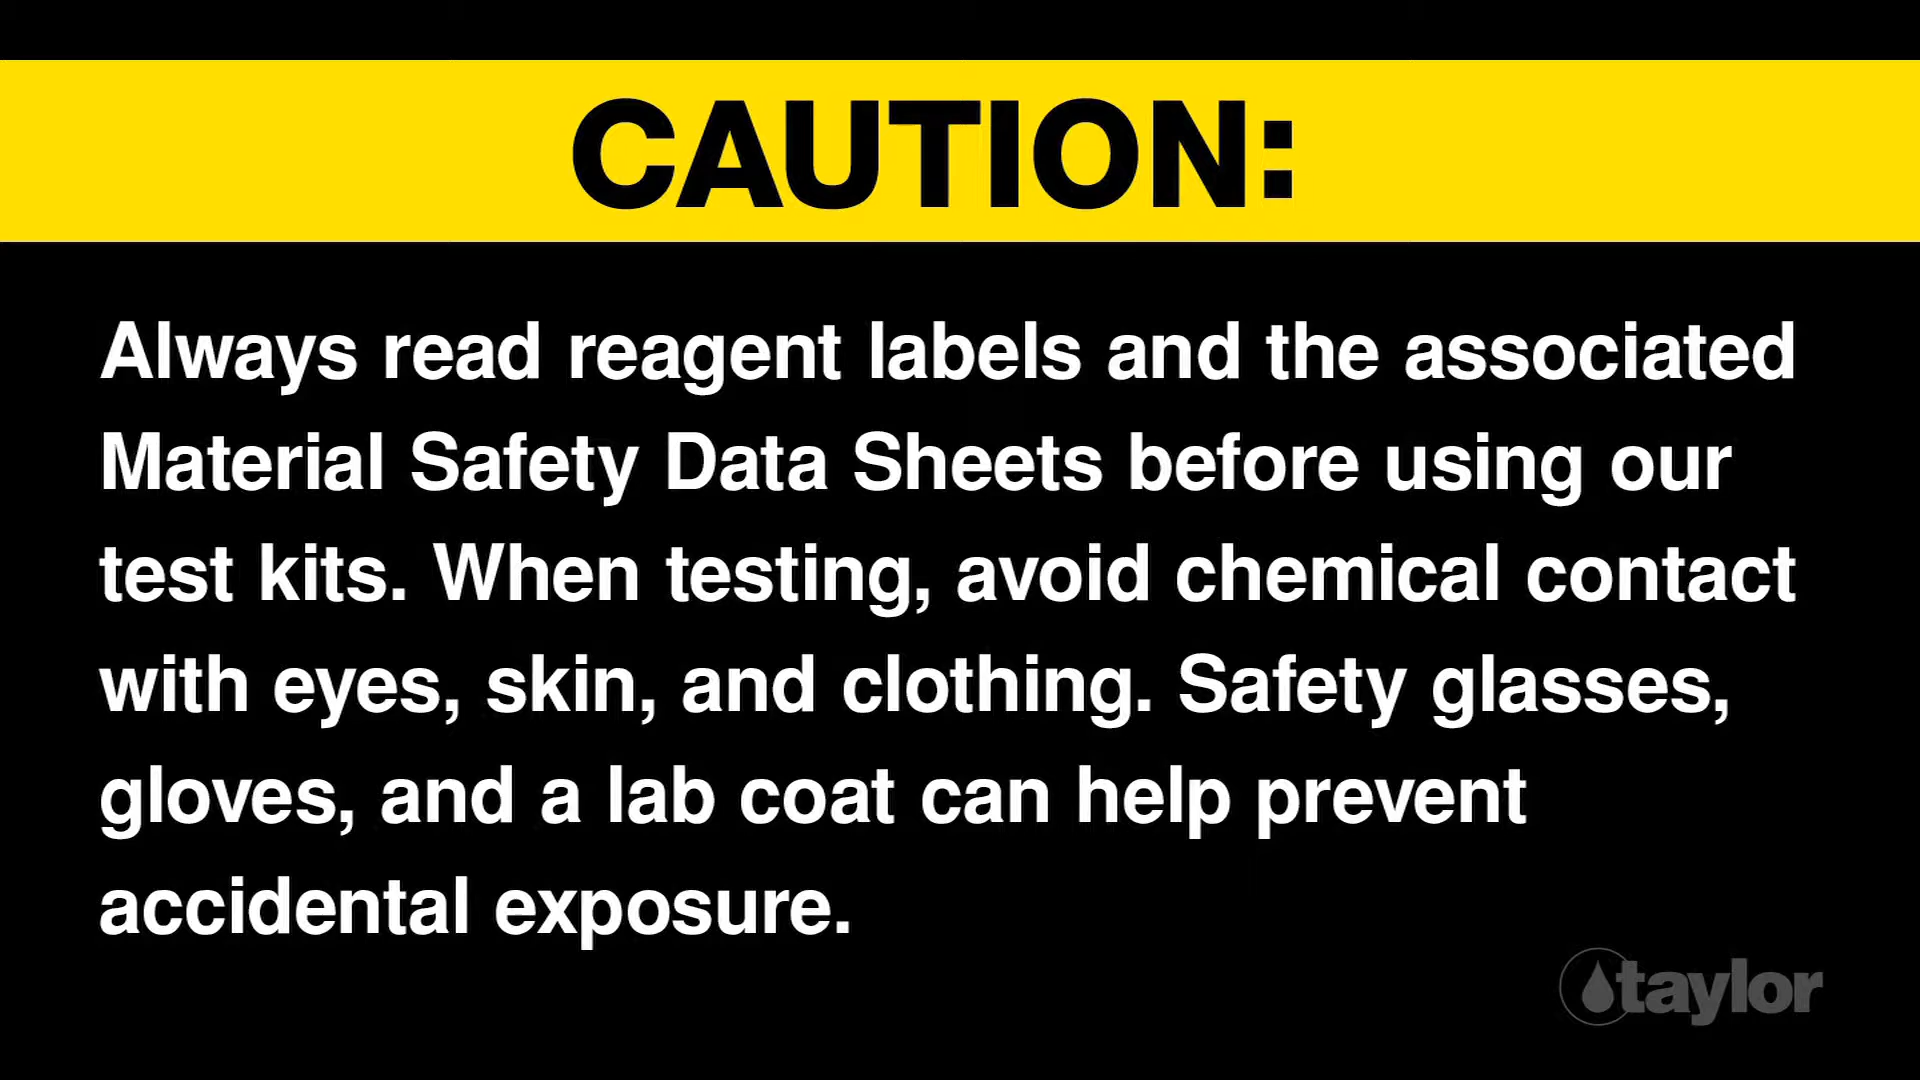 CAUTION:
Always read reagent labels and the associated
Material Safety Data Sheets before using our
test kits. When testing, avoid chemical contact
with eyes, skin, and clothing. Safety glasses,
gloves, and a lab coat can help prevent
accidental exposure.
taylor